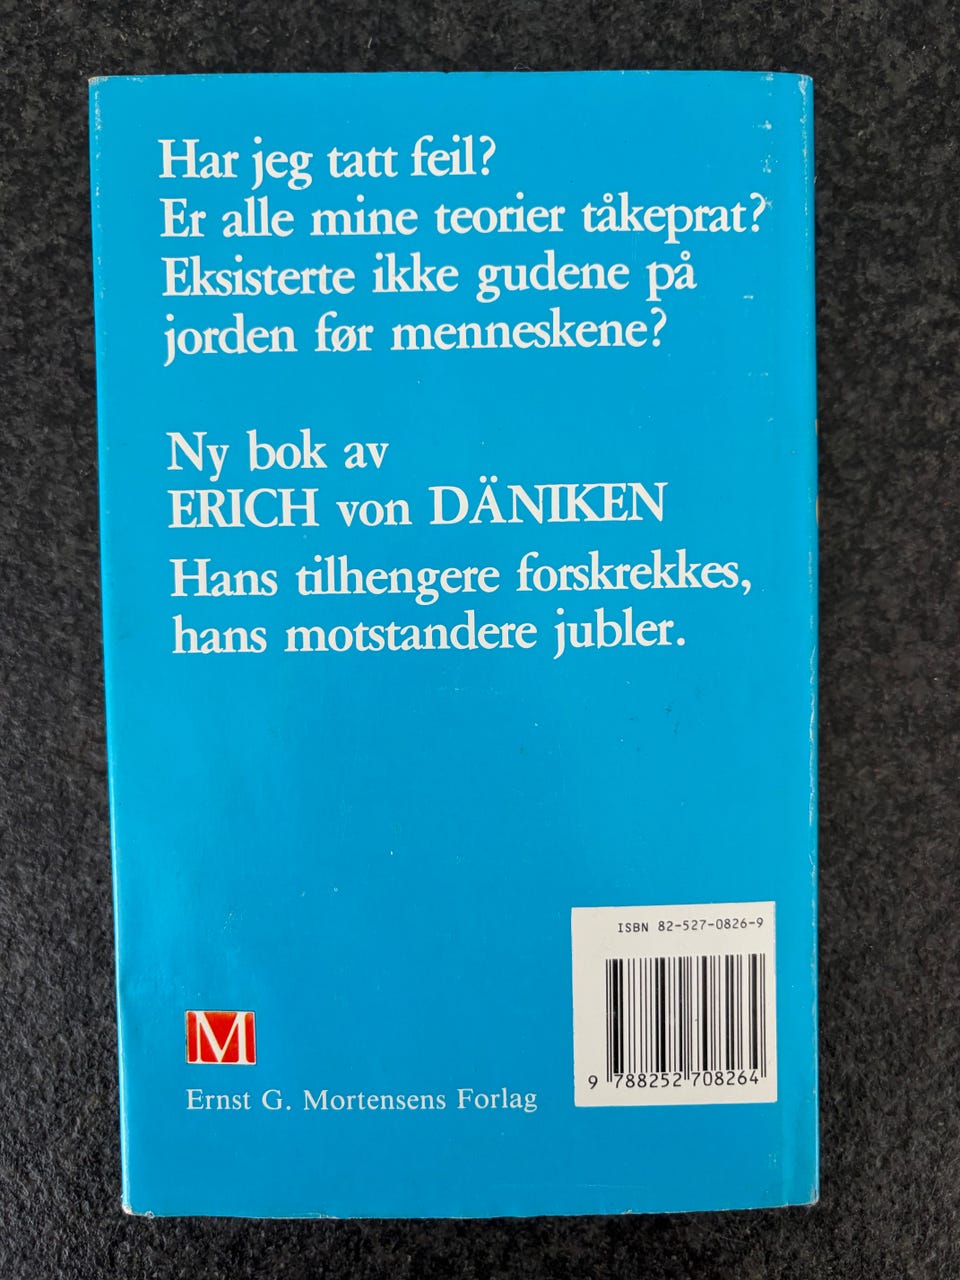 Har jeg tatt feil?
Er alle mine teorier tåkeprat?
Eksisterte ikke gudene på
jorden før menneskene?
Ny bok av
ERICH von DÄNIKEN
Hans tilhengere forskrekkes,
hans motstandere jubler.
ISBN 82-527-0826-9
9 788252 708264
M
Ernst G. Mortensens Forlag